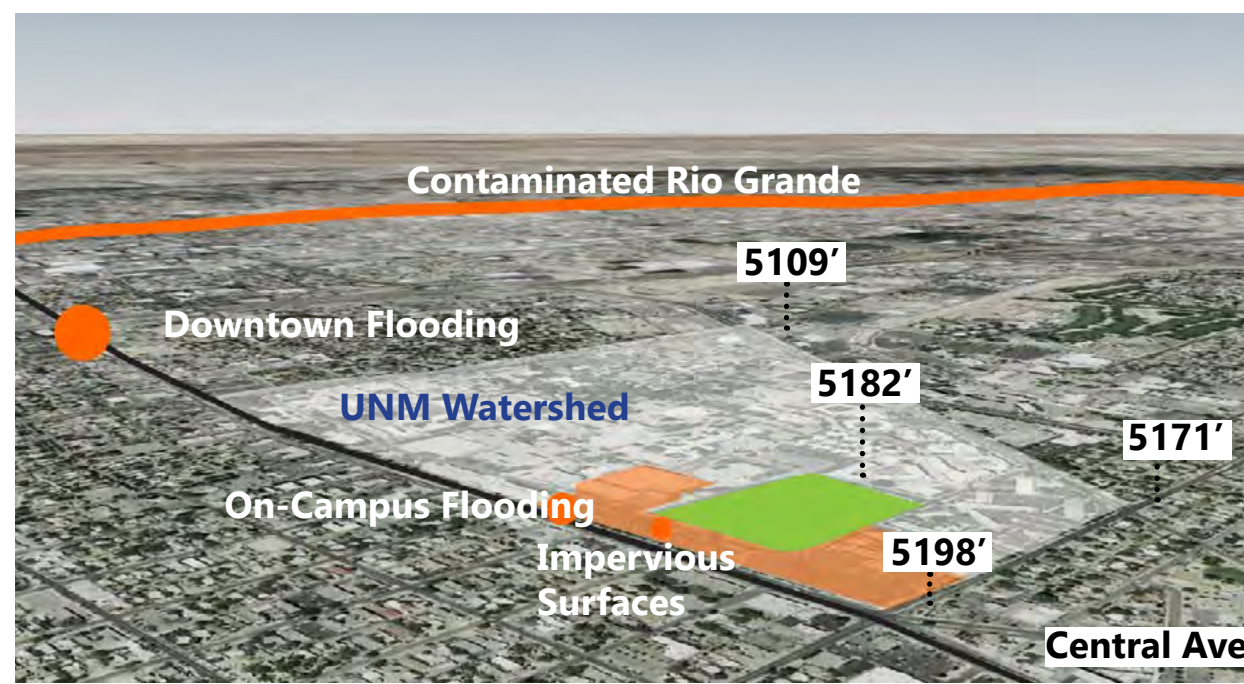 Contaminated Rio Grande
5109’
Downtown Flooding
5182’
UNM Watershed
5171’
On-Campus Flooding
Impervious
Surfaces
5198’
Central Ave